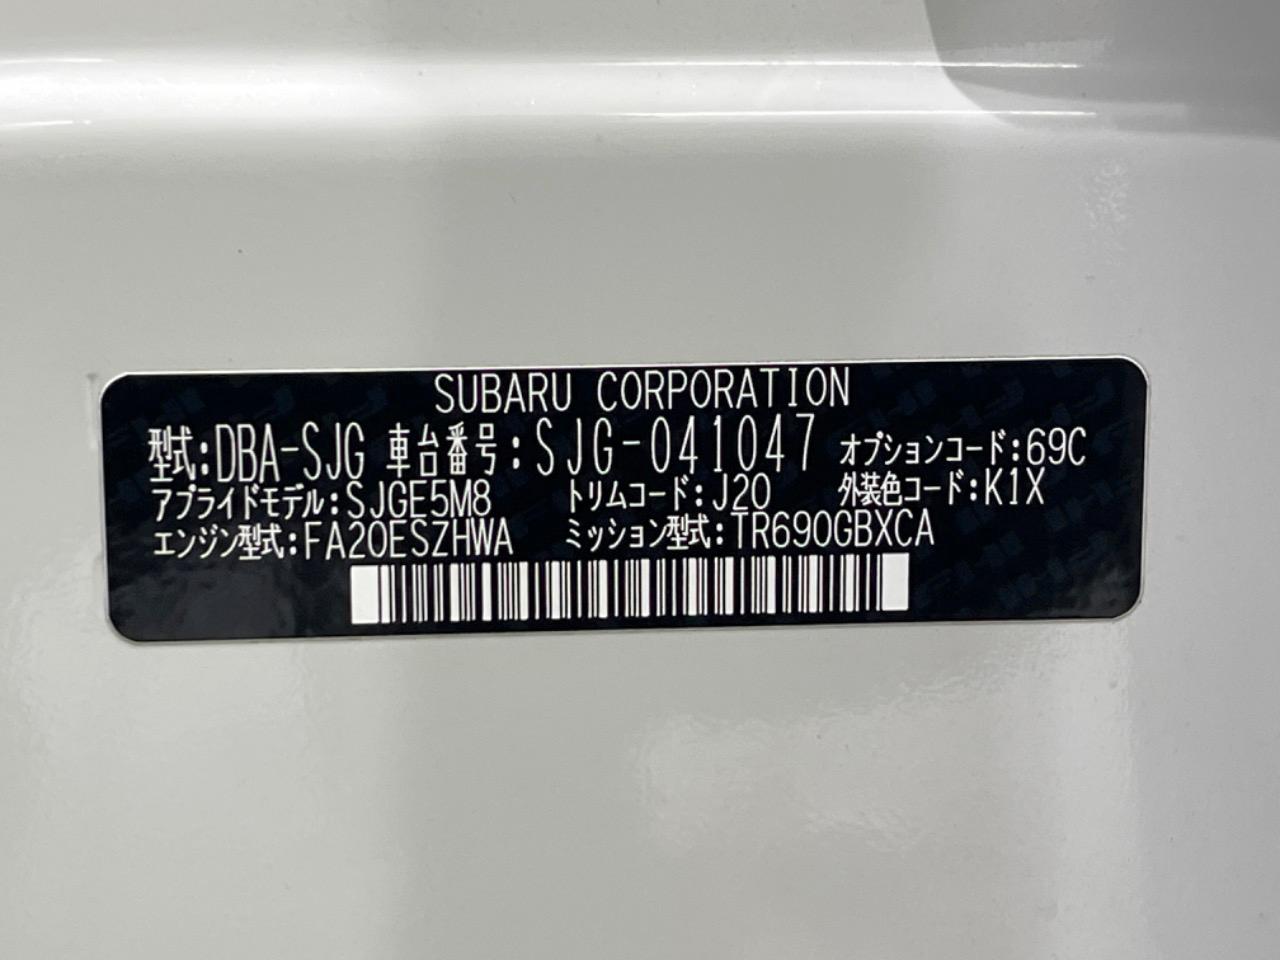 SUBARU CORPORATION
型式:DBA-SJG 車台番号:SJG-041047 オプションコード:69C
アプライドモデル:SJGE5M8 トリムコード:J20 外装色コード:K1X
エンジン型式:FA20ESZHWA ミッション型式:TR690GBXCA